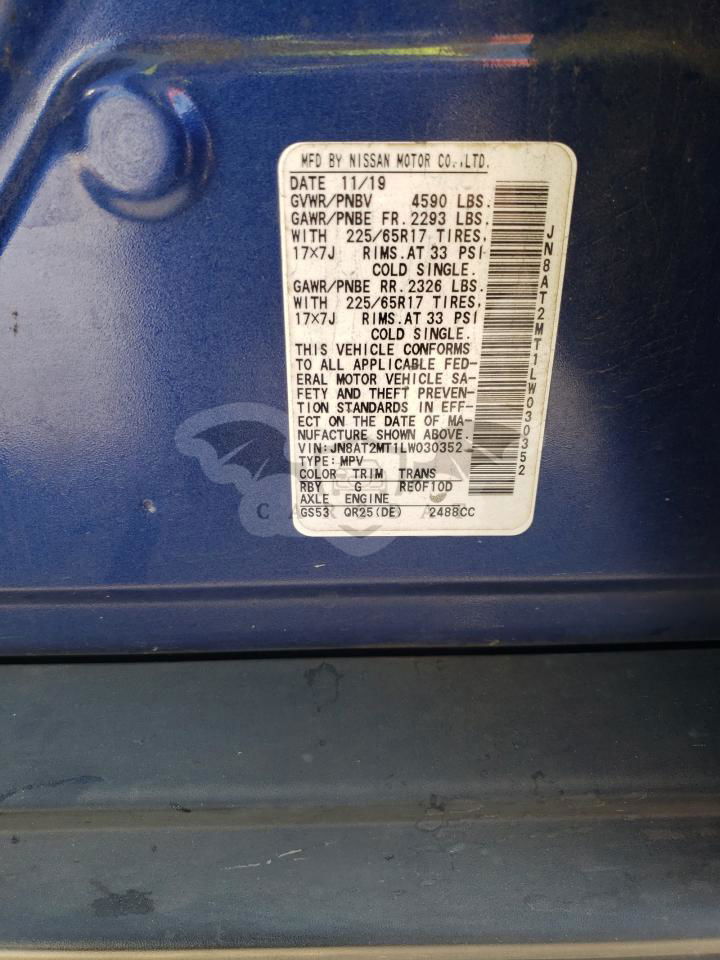 MFD BY NISSAN MOTOR CO.,LTD.
DATE 11/19
GVWR/PNBV 4590 LBS.
GAWR/PNBE FR. 2293 LBS.
WITH 225/65R17 TIRES,
17×7J RIMS.AT 33 PSI
COLD SINGLE.
GAWR/PNBE RR. 2326 LBS.
WITH 225/65R17 TIRES,
17×7J RIMS.AT 33 PSI
COLD SINGLE.
THIS VEHICLE CONFORMS
TO ALL APPLICABLE FED-
ERAL MOTOR VEHICLE SA-
FETY AND THEFT PREVEN-
TION STANDARDS IN EFF-
ECT ON THE DATE OF MA-
NUFACTURE SHOWN ABOVE.
VIN:JN8AT2MT1LW030352
TYPE:MPV
COLOR TRIM TRANS
RBY G RE0F10D
AXLE ENGINE
GS53 QR25(DE) 2488CC
JN8AT2MT1LW030352